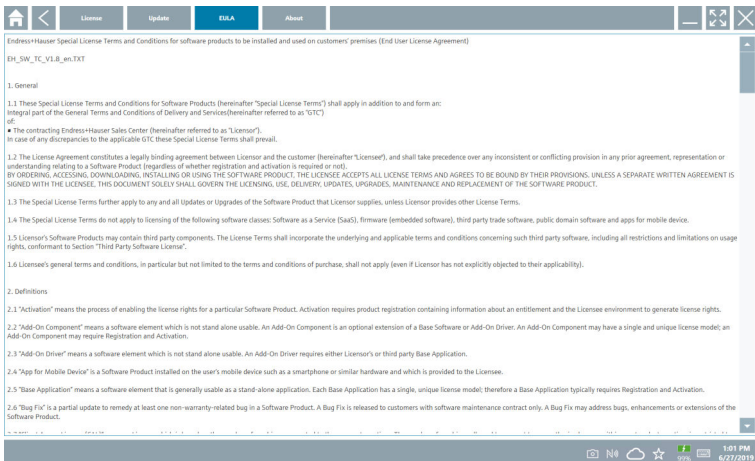 License
Update
EULA
About
Endress+Hauser Special License Terms and Conditions for software products to be installed and used on customers' premises (End User License Agreement)
EH_SW_TC_V1.8_en.TXT
1. General
1.1 These Special License Terms and Conditions for Software Products (hereinafter "Special License Terms") shall apply in addition to and form an:
Integral part of the General Terms and Conditions of Delivery and Services(hereinafter referred to as "GTC")
of:
▪ The contracting Endress+Hauser Sales Center (hereinafter referred to as "Licensor").
In case of any discrepancies to the applicable GTC these Special License Terms shall prevail.
1.2 The License Agreement constitutes a legally binding agreement between Licensor and the customer (hereinafter "Licensee"), and shall take precedence over any inconsistent or conflicting provision in any prior agreement, representation or
understanding relating to a Software Product (regardless of whether registration and activation is required or not).
BY ORDERING, ACCESSING, DOWNLOADING, INSTALLING OR USING THE SOFTWARE PRODUCT, THE LICENSEE ACCEPTS ALL LICENSE TERMS AND AGREES TO BE BOUND BY THEIR PROVISIONS. UNLESS A SEPARATE WRITTEN AGREEMENT IS
SIGNED WITH THE LICENSEE, THIS DOCUMENT SOLELY SHALL GOVERN THE LICENSING, USE, DELIVERY, UPDATES, UPGRADES, MAINTENANCE AND REPLACEMENT OF THE SOFTWARE PRODUCT.
1.3 The Special License Terms further apply to any and all Updates or Upgrades of the Software Product that Licensor supplies, unless Licensor provides other License Terms.
1.4 The Special License Terms do not apply to licensing of the following software classes: Software as a Service (SaaS), firmware (embedded software), third party trade software, public domain software and apps for mobile device.
1.5 Licensor's Software Products may contain third party components. The License Terms shall incorporate the underlying and applicable terms and conditions concerning such third party software, including all restrictions and limitations on usage
rights, conformant to Section "Third Party Software License".
1.6 Licensee's general terms and conditions, in particular but not limited to the terms and conditions of purchase, shall not apply (even if Licensor has not explicitly objected to their applicability).
2. Definitions
2.1 "Activation" means the process of enabling the license rights for a particular Software Product. Activation requires product registration containing information about an entitlement and the Licensee environment to generate license rights.
2.2 "Add-On Component" means a software element which is not stand alone usable. An Add-On Component is an optional extension of a Base Software or Add-On Driver. An Add-On Component may have a single and unique license model; an
Add-On Component may require Registration and Activation.
2.3 "Add-On Driver" means a software element which is not stand alone usable. An Add-On Driver requires either Licensor's or third party Base Application.
2.4 "App for Mobile Device" is a Software Product installed on the user's mobile device such as a smartphone or similar hardware and which is provided to the Licensee.
2.5 "Base Application" means a software element that is generally usable as a stand-alone application. Each Base Application has a single, unique license model; therefore a Base Application typically requires Registration and Activation.
2.6 "Bug Fix" is a partial update to remedy at least one non-warranty-related bug in a Software Product. A Bug Fix is released to customers with software maintenance contract only. A Bug Fix may address bugs, enhancements or extensions of the
Software Product.
99%
1:01 PM
6/27/2019